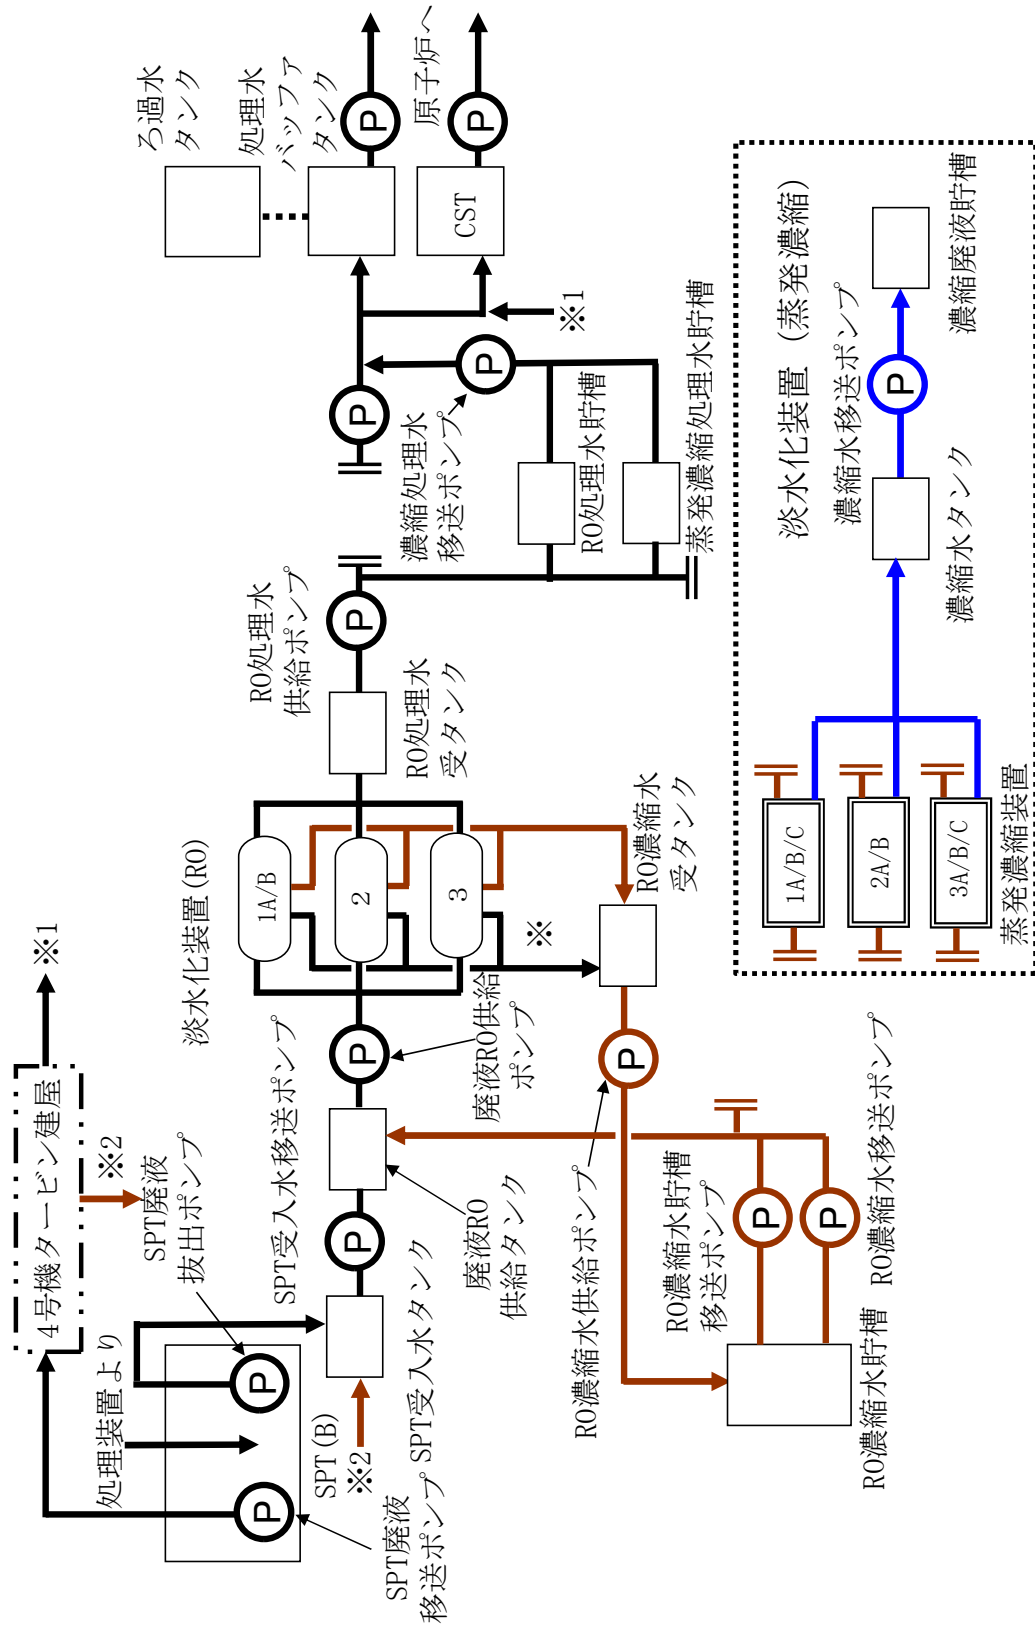 4号機タービン建屋
※1
※2
処理装置より
SPT廃液
抜出ポンプ
P
P
SPT(B)
※2
SPT廃液
移送ポンプ
SPT受入水タンク
P
SPT受入水移送ポンプ
廃液RO
供給タンク
P
廃液RO供給
ポンプ
淡水化装置(RO)
1A/B
2
3
※
RO処理水
受タンク
P
RO処理水
供給ポンプ
RO濃縮水
受タンク
P
RO濃縮水供給ポンプ
P
P
RO濃縮水貯槽
移送ポンプ
RO濃縮水移送ポンプ
RO濃縮水貯槽
P
濃縮処理水
移送ポンプ
P
RO処理水貯槽
蒸発濃縮処理水貯槽
※1
ろ過水
タンク
処理水
バッファ
タンク
P
CST
P
原子炉へ
淡水化装置(蒸発濃縮)
1A/B/C
2A/B
3A/B/C
蒸発濃縮装置
濃縮水タンク
P
濃縮水移送ポンプ
濃縮廃液貯槽